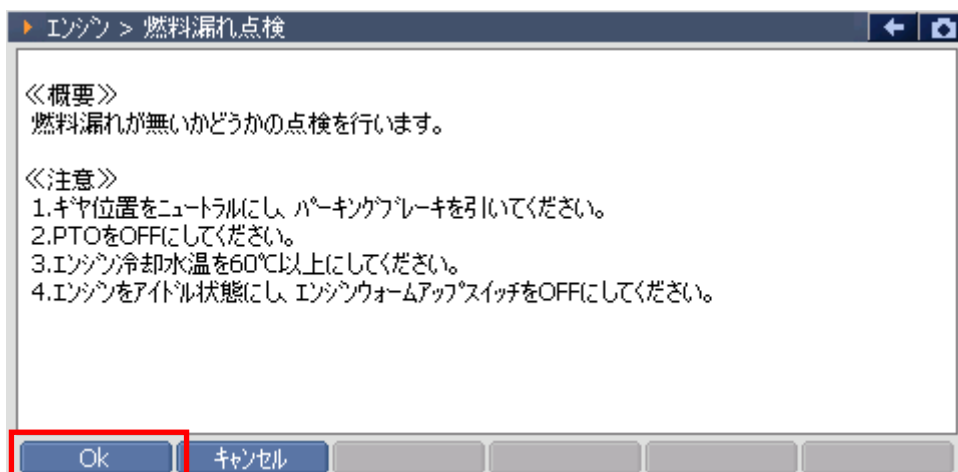 エンジン > 燃料漏れ点検
≪概要≫
燃料漏れが無いかどうかの点検を行います。
≪注意≫
1.ギヤ位置をニュートラルにし、パーキングブレーキを引いてください。
2.PTOをOFFにしてください。
3.エンジン冷却水温を60℃以上にしてください。
4.エンジンをアイドル状態にし、エンジンウォームアップスイッチをOFFにしてください。
Ok キャンセル